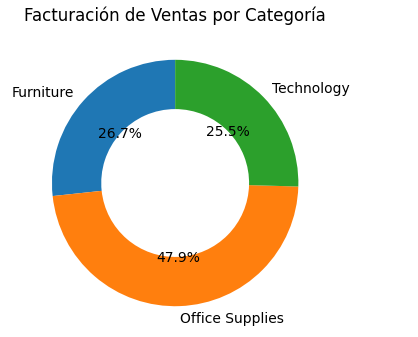 Facturación de Ventas por Categoría
Technology
Furniture
25.5%
26.7%
47.9%
Office Supplies